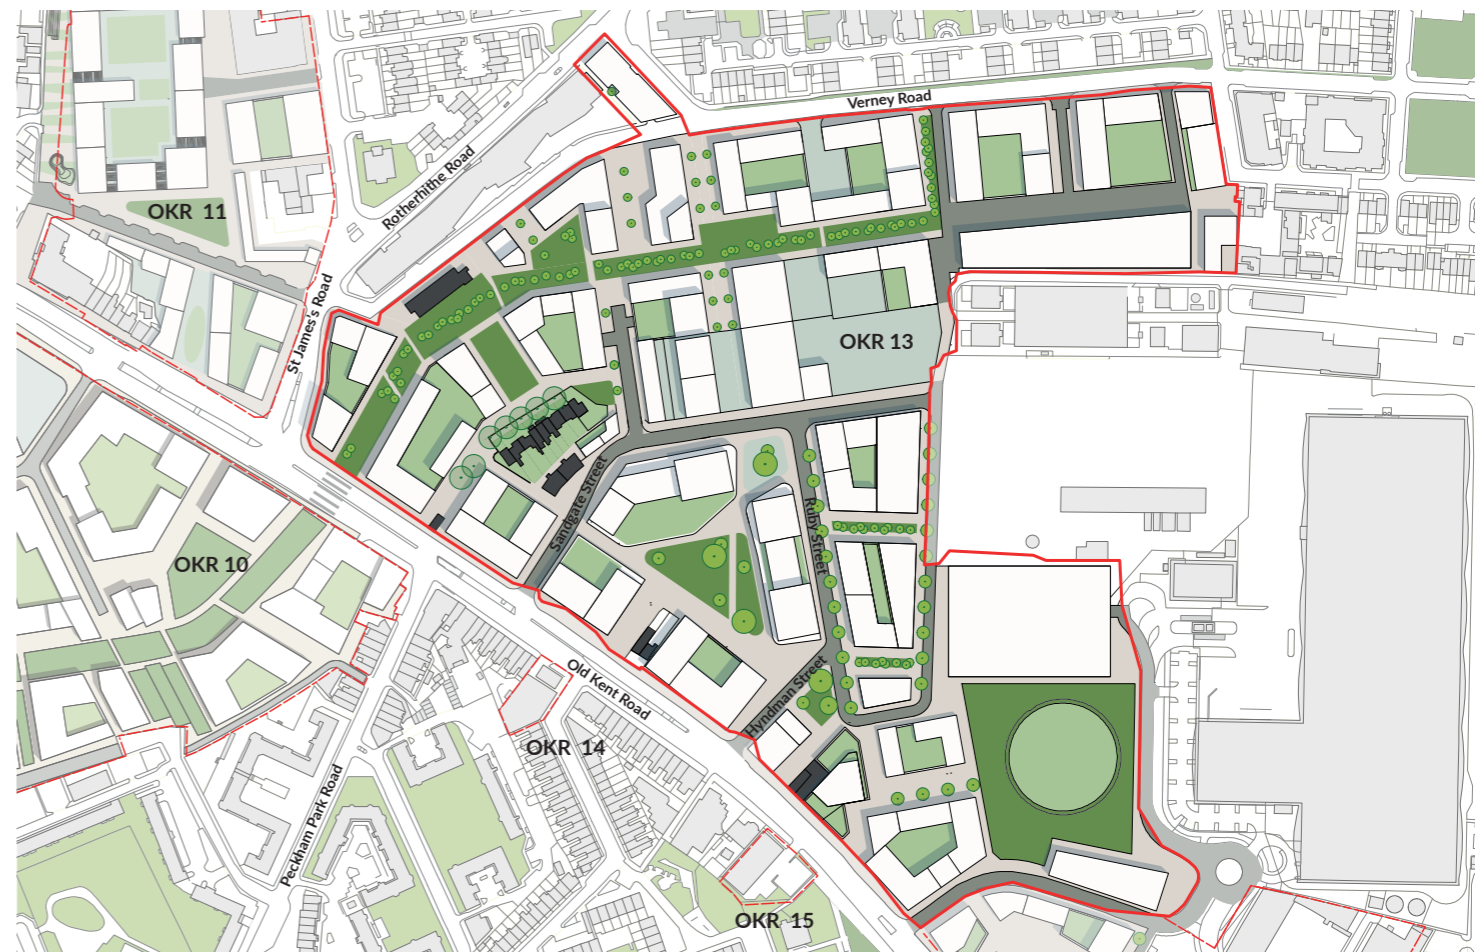 Verney Road
Rotherhithe Road
OKR 11
St James's Road
OKR 13
Sandgate Street
Ruby Street
OKR 10
Old Kent Road
Hyndman Street
OKR 14
Peckham Park Road
OKR 15